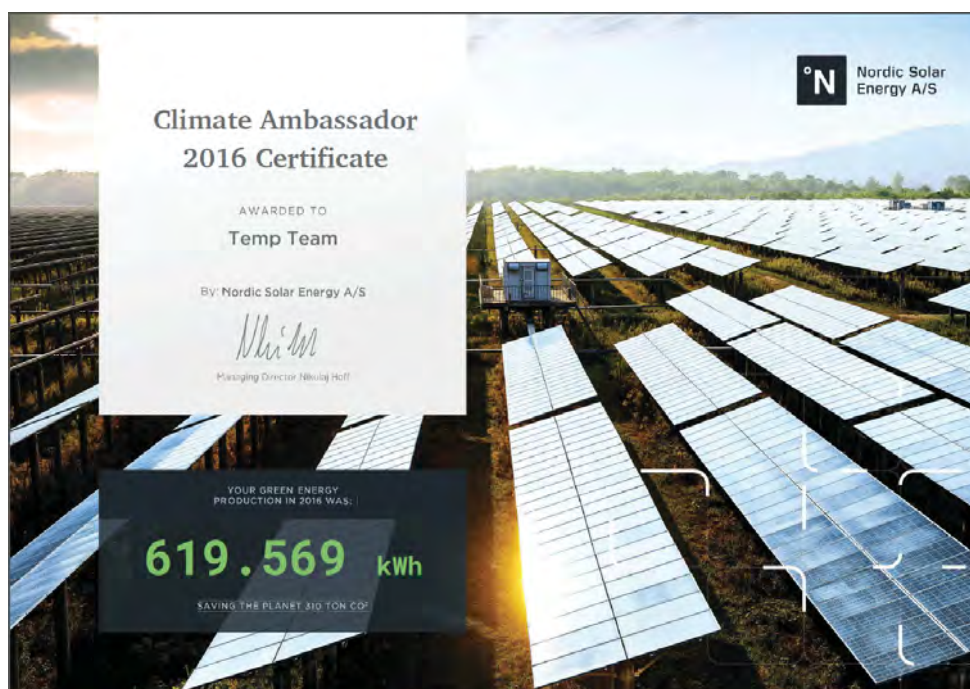 Climate Ambassador
2016 Certificate
AWARDED TO
Temp Team
By: Nordic Solar Energy A/S
Managing Director Nikolaj Hoff
YOUR GREEN ENERGY
PRODUCTION IN 2016 WAS:
619.569 kWh
SAVING THE PLANET 310 TON CO²
°N
Nordic Solar
Energy A/S